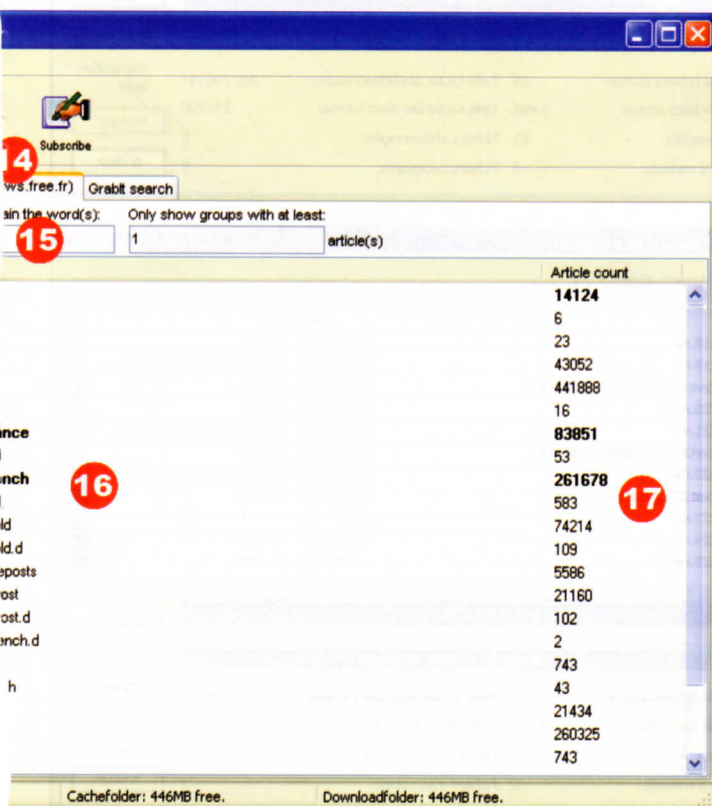 Subscribe
14
ws.free.fr) GrabIt search
ain the word(s): Only show groups with at least:
15 1 article(s)
Article count
14124
6
23
43052
441888
16
ance 83851
53
ench 261678
16
17
583
ld 74214
ld.d 109
eposts 5586
ost 21160
ost.d 102
ench.d 2
743
h 43
21434
260325
743
Cachefolder: 446MB free. Downloadfolder: 446MB free.